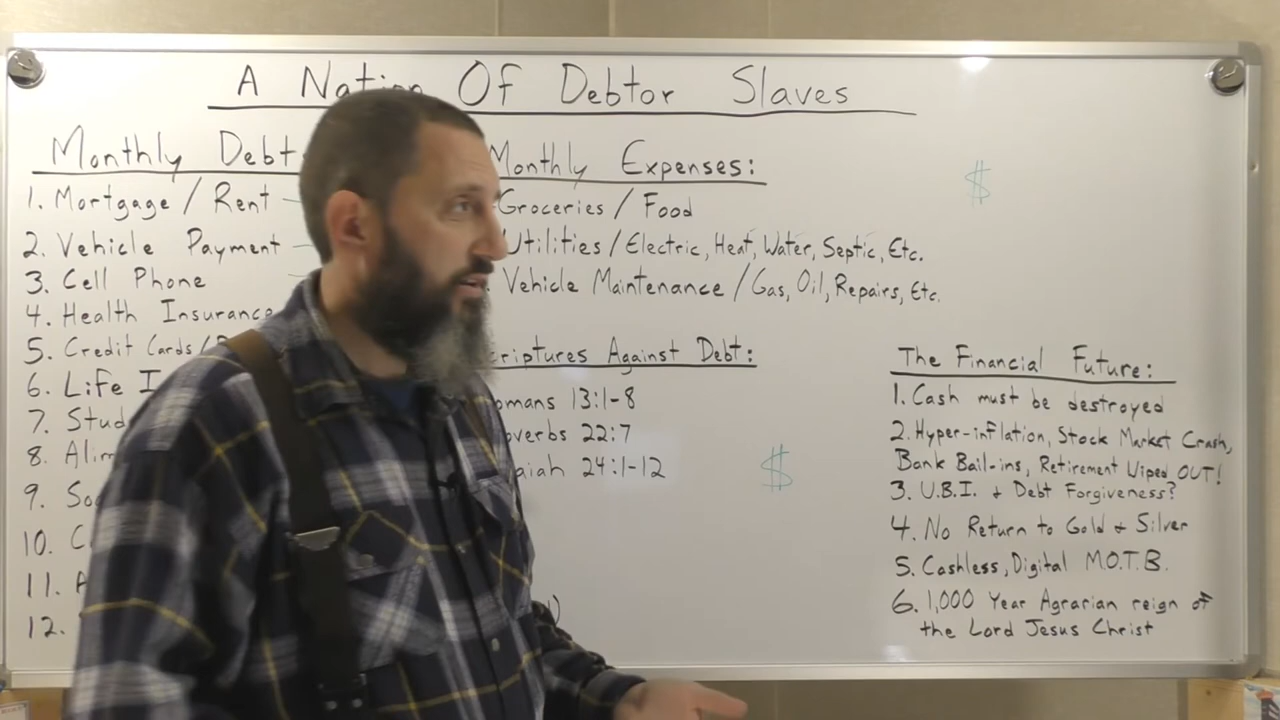 A Nation Of Debtor Slaves
Monthly Debt
1. Mortgage / Rent
2. Vehicle Payment
3. Cell Phone
4. Health Insurance
5. Credit Cards /
6. Life I
7. Stud
8. Alim
9. So
10. C
11. A
12.
Monthly Expenses:
Groceries / Food
Utilities / Electric, Heat, Water, Septic, Etc.
Vehicle Maintenance / Gas, Oil, Repairs, Etc.
criptures Against Debt:
omans 13:1-8
overbs 22:7
aiah 24:1-12
$
$
The Financial Future:
1. Cash must be destroyed
2. Hyper-inflation, Stock Market Crash,
Bank Bail-ins, Retirement Wiped OUT!
3. U.B.I. + Debt Forgiveness?
4. No Return to Gold + Silver
5. Cashless, Digital M.O.T.B.
6. 1,000 Year Agrarian reign of
the Lord Jesus Christ